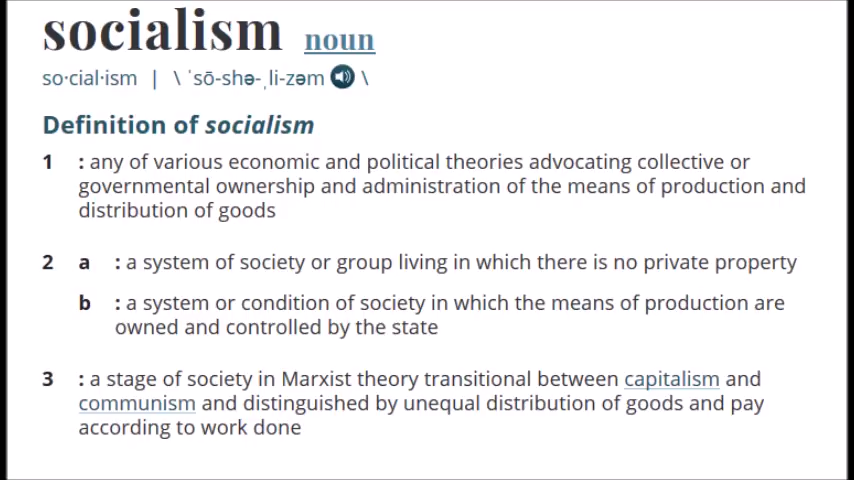 socialism noun
so·cial·ism | \ ˈsō-shə-ˌli-zəm \
Definition of socialism
1 : any of various economic and political theories advocating collective or
governmental ownership and administration of the means of production and
distribution of goods
2 a : a system of society or group living in which there is no private property
b : a system or condition of society in which the means of production are
owned and controlled by the state
3 : a stage of society in Marxist theory transitional between capitalism and
communism and distinguished by unequal distribution of goods and pay
according to work done